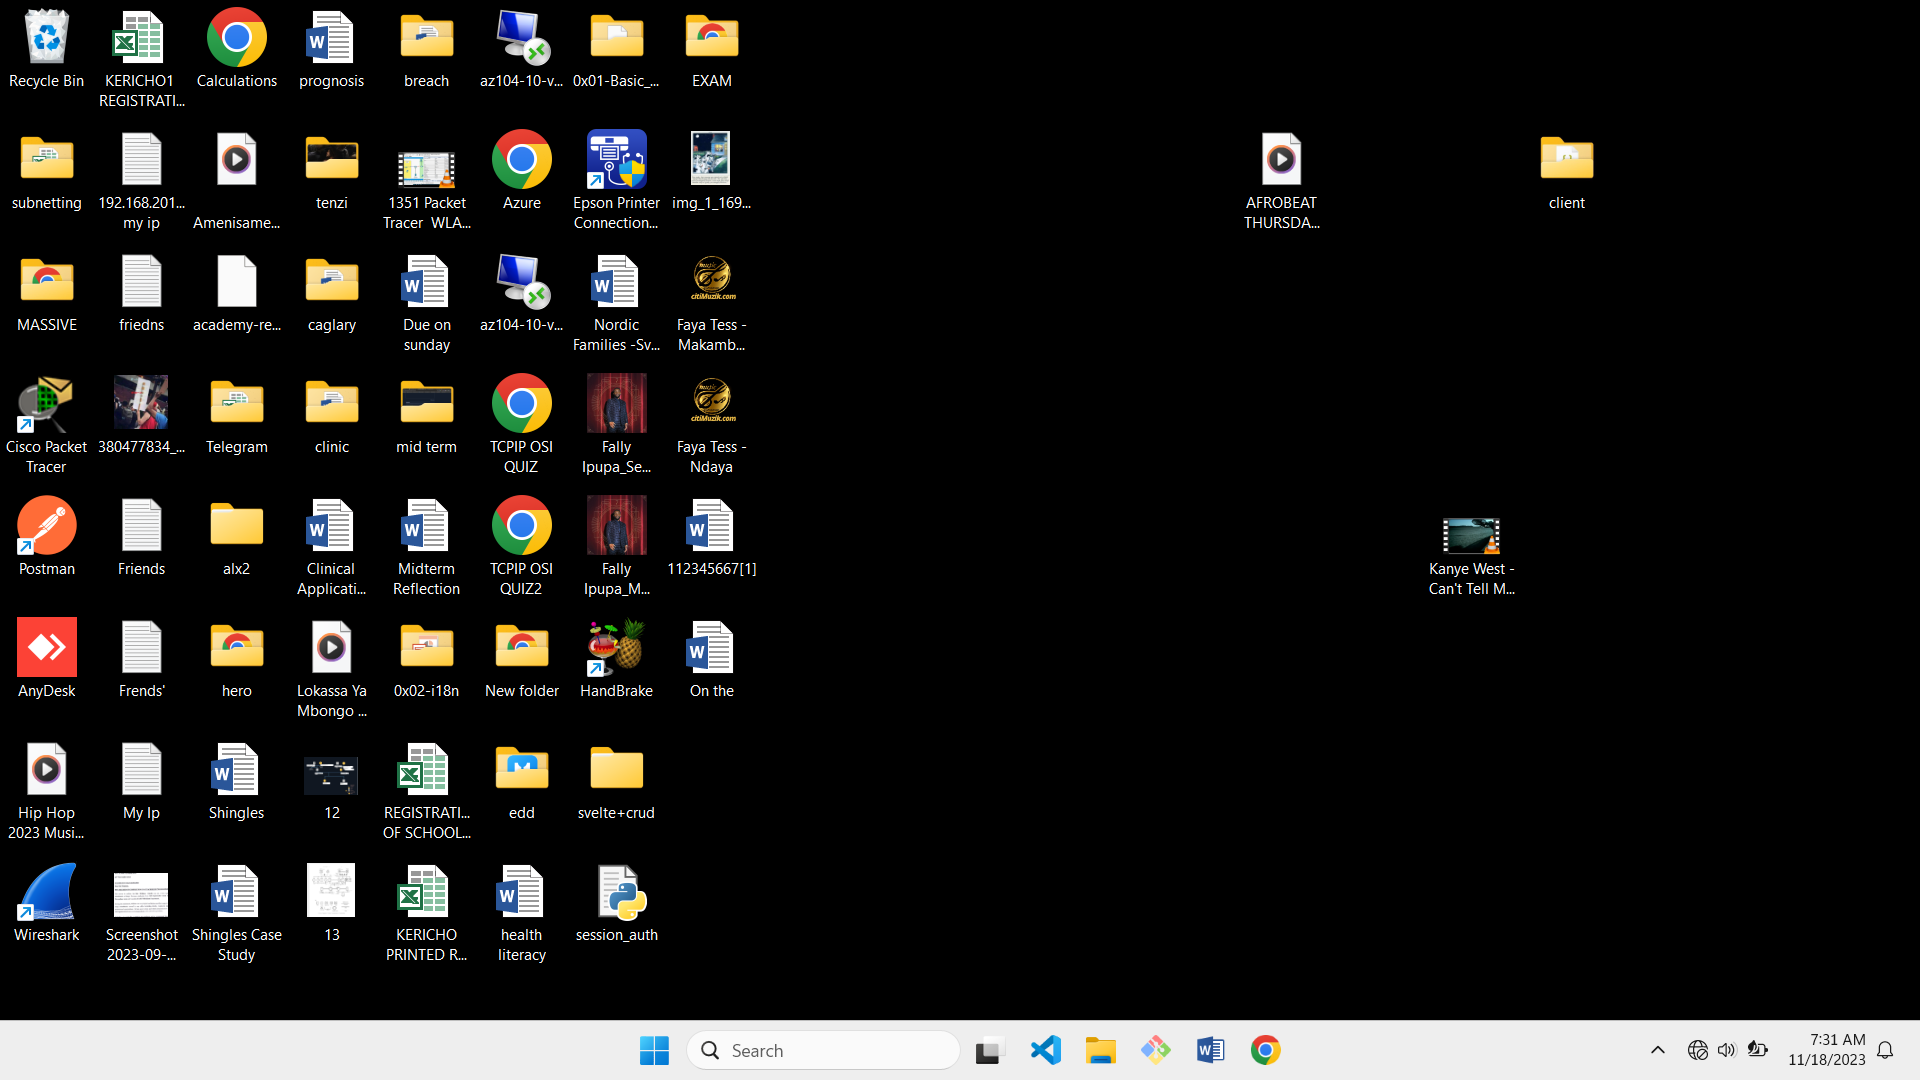 Recycle Bin
KERICHO1
REGISTRATI...
Calculations
prognosis
breach
az104-10-v...
0x01-Basic_...
EXAM
subnetting
192.168.201...
my ip
Amenisame...
tenzi
1351 Packet
Tracer WLA...
Azure
Epson Printer
Connection...
img_1_169...
AFROBEAT
THURSDA...
client
MASSIVE
friedns
academy-re...
caglary
Due on
sunday
az104-10-v...
Nordic
Families -Sv...
Faya Tess -
Makamb...
Cisco Packet
Tracer
380477834_...
Telegram
clinic
mid term
TCPIP OSI
QUIZ
Fally
Ipupa_Se...
Faya Tess -
Ndaya
Postman
Friends
alx2
Clinical
Applicati...
Midterm
Reflection
TCPIP OSI
QUIZ2
Fally
Ipupa_M...
112345667[1]
Kanye West -
Can't Tell M...
AnyDesk
Frends'
hero
Lokassa Ya
Mbongo ...
0x02-i18n
New folder
HandBrake
On the
Hip Hop
2023 Musi...
My Ip
Shingles
12
REGISTRATI...
OF SCHOOL...
edd
svelte+crud
Wireshark
Screenshot
2023-09-...
Shingles Case
Study
13
KERICHO
PRINTED R...
health
literacy
session_auth
Search
7:31 AM
11/18/2023